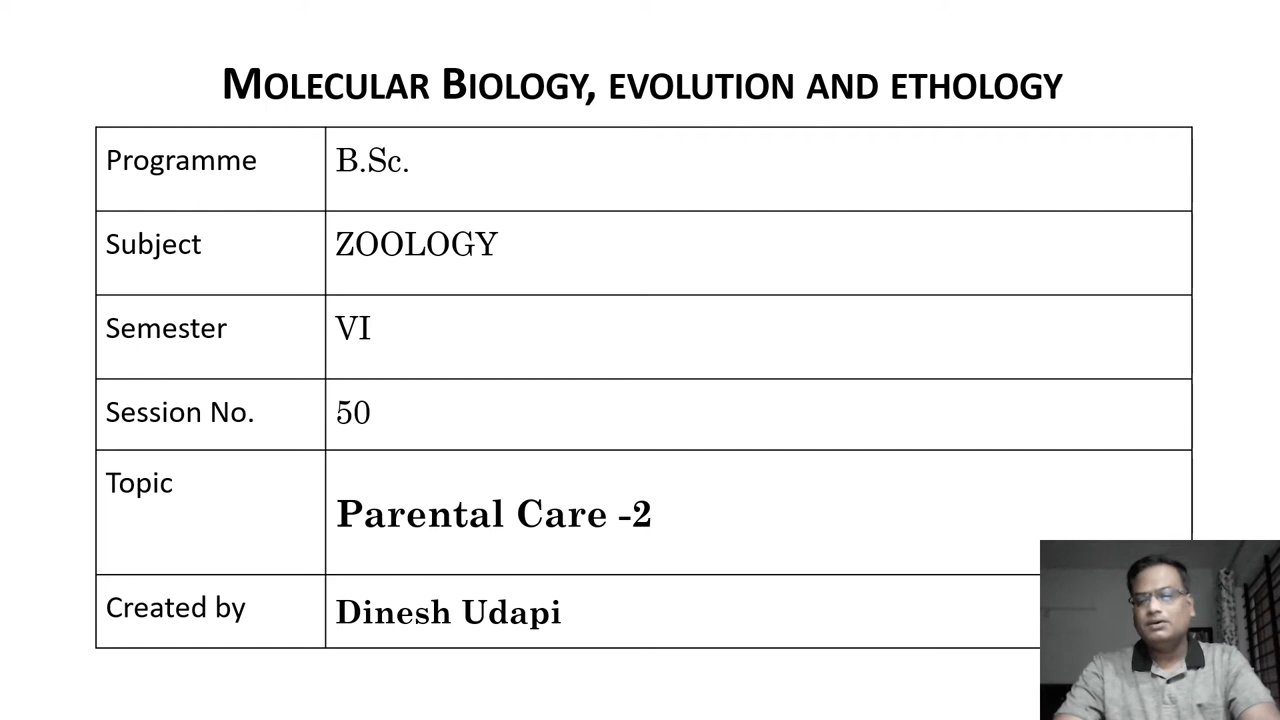 MOLECULAR BIOLOGY, EVOLUTION AND ETHOLOGY
Programme B.Sc.
Subject ZOOLOGY
Semester VI
Session No. 50
Topic Parental Care -2
Created by Dinesh Udapi